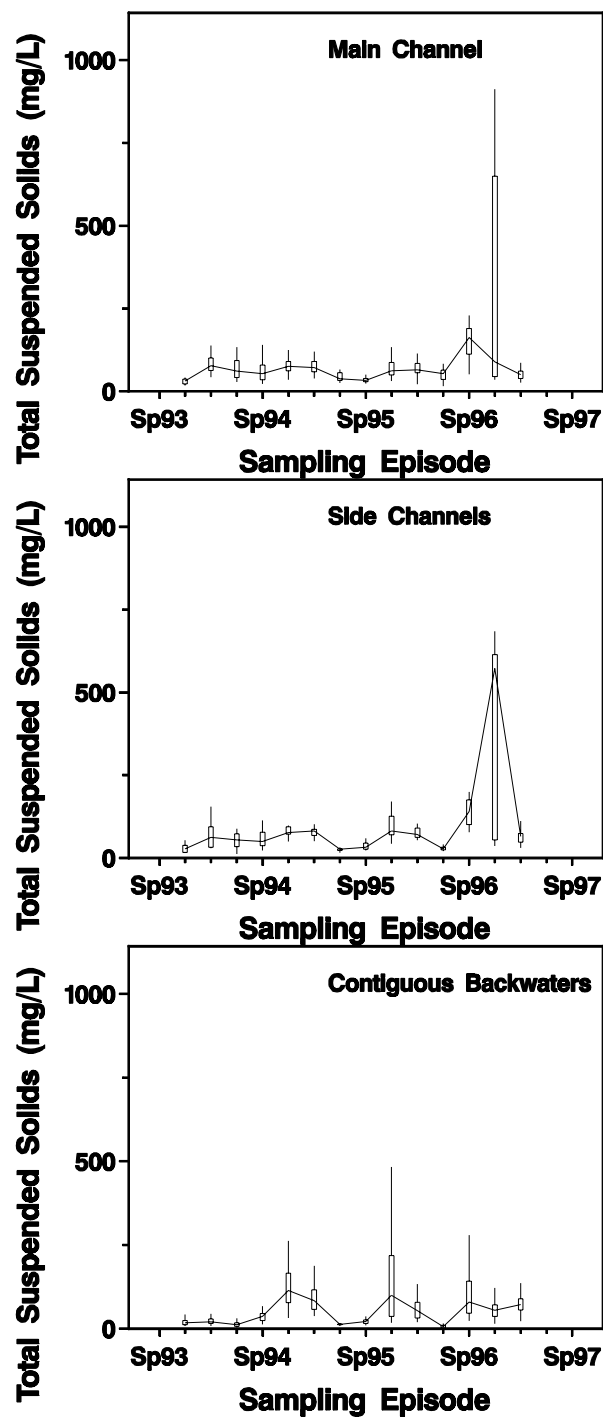 Main Channel
Total Suspended Solids (mg/L)
1000
500
0
Sp93 Sp94 Sp95 Sp96 Sp97
Sampling Episode
Side Channels
Total Suspended Solids (mg/L)
1000
500
0
Sp93 Sp94 Sp95 Sp96 Sp97
Sampling Episode
Contiguous Backwaters
Total Suspended Solids (mg/L)
1000
500
0
Sp93 Sp94 Sp95 Sp96 Sp97
Sampling Episode